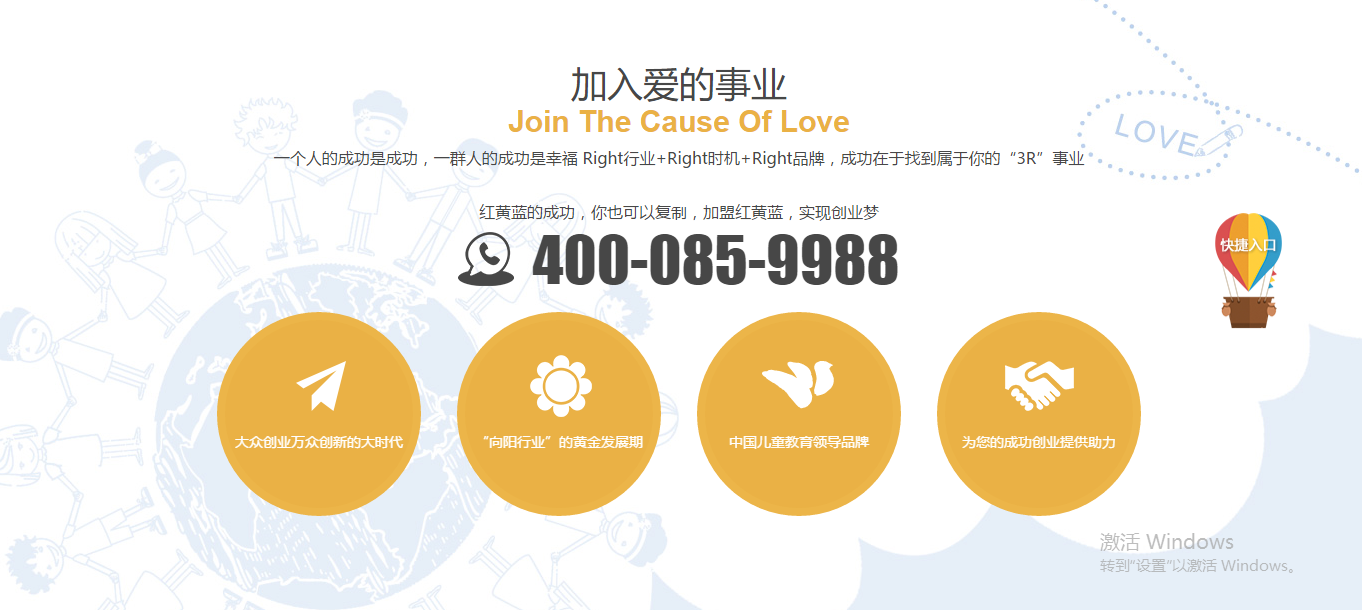 加入爱的事业
Join The Cause Of Love
LOVE
一个人的成功是成功，一群人的成功是幸福 Right行业+Right时机+Right品牌，成功在于找到属于你的“3R”事业
红黄蓝的成功，你也可以复制，加盟红黄蓝，实现创业梦
快捷入口
400-085-9988
大众创业万众创新的大时代
“向阳行业”的黄金发展期
中国儿童教育领导品牌
为您的成功创业提供助力
激活 Windows
转到“设置”以激活 Windows。